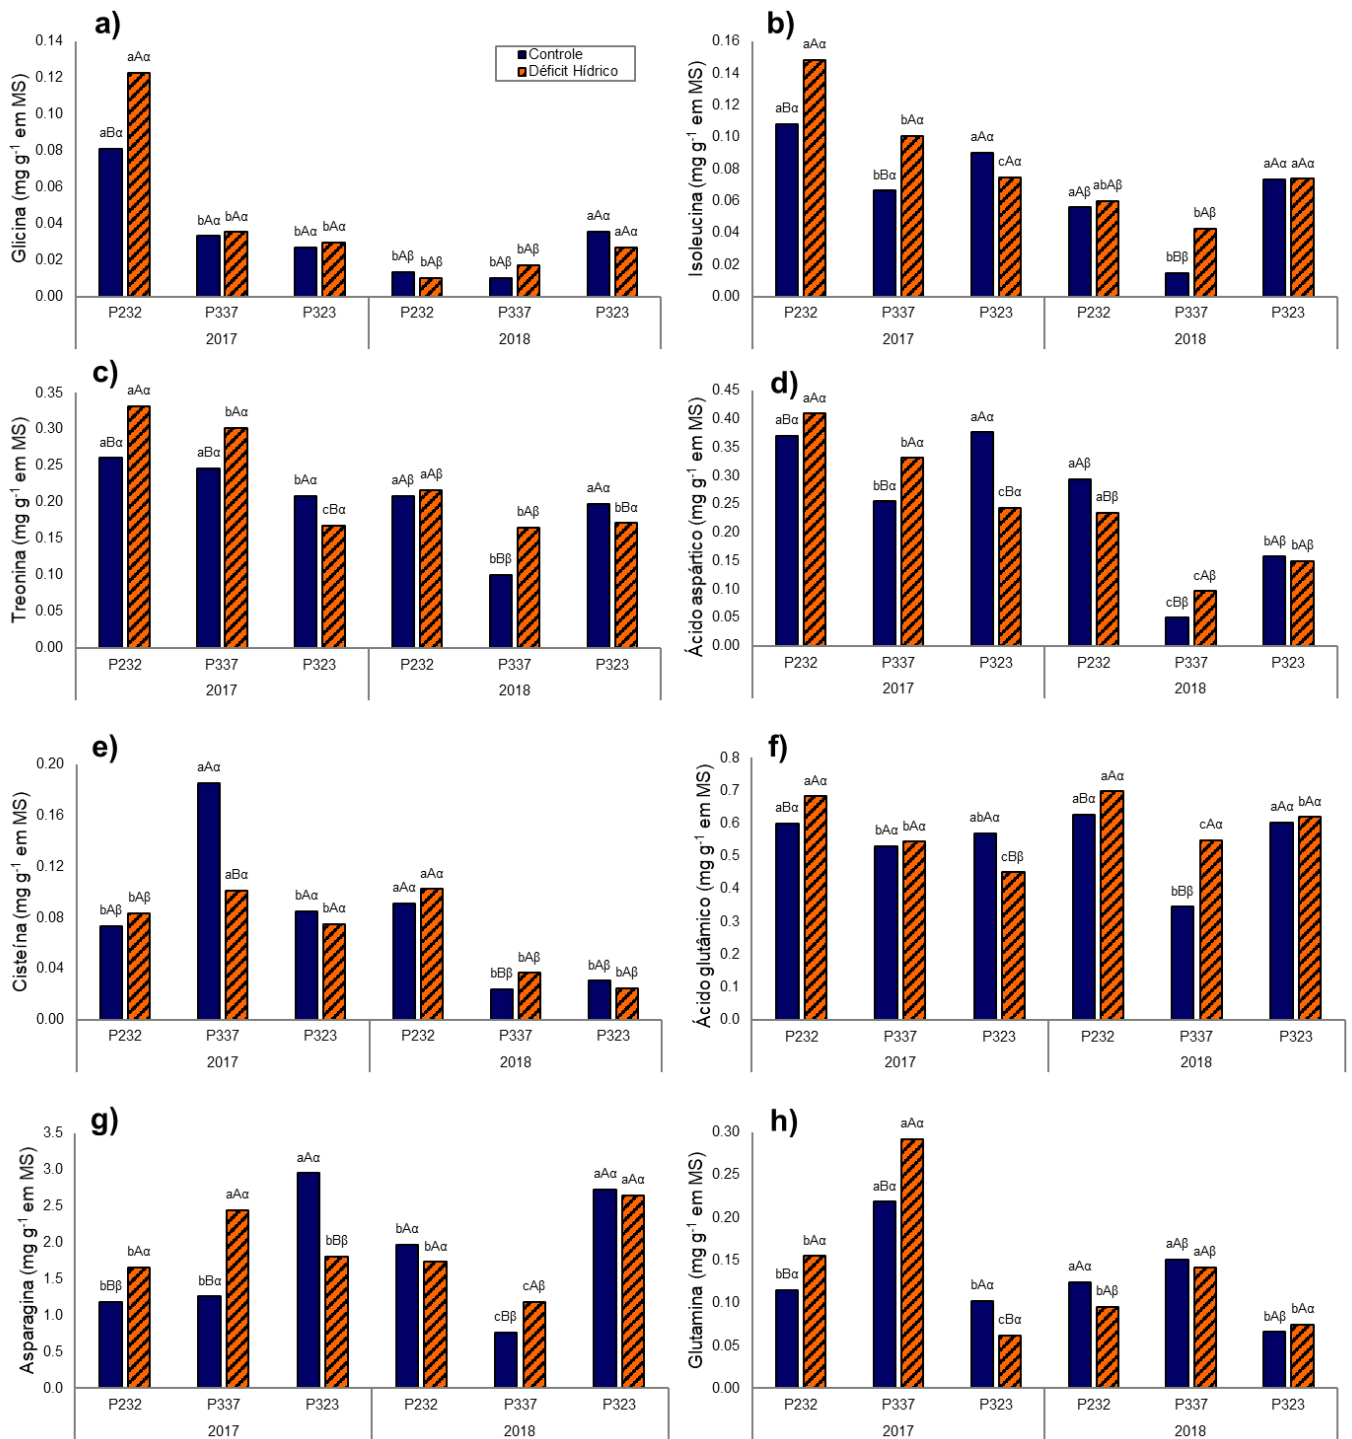 a)
Glicina (mg g-1 em MS)
0.14
0.12
0.10
0.08
0.06
0.04
0.02
0.00
Controle
Déficit Hídrico
aBα aAα bAα bAα bAα bAα bAβ bAβ bAβ bAβ aAα aAα
P232 P337 P323 P232 P337 P323
2017 2018
b)
Isoleucina (mg g-1 em MS)
0.16
0.14
0.12
0.10
0.08
0.06
0.04
0.02
0.00
aBα aAα bBα bAα aAα cAα aAβ abAβ bBβ bAβ aAα aAα
P232 P337 P323 P232 P337 P323
2017 2018
c)
Treonina (mg g-1 em MS)
0.35
0.30
0.25
0.20
0.15
0.10
0.05
0.00
aBα aAα aBα bAα bAα cBα aAβ aAβ bBβ bAβ aAα bBα
P232 P337 P323 P232 P337 P323
2017 2018
d)
Ácido aspártico (mg g-1 em MS)
0.45
0.40
0.35
0.30
0.25
0.20
0.15
0.10
0.05
0.00
aBα aAα bBα bAα aAα cBα aAβ aBβ cBβ cAβ bAβ bAβ
P232 P337 P323 P232 P337 P323
2017 2018
e)
Cisteína (mg g-1 em MS)
0.20
0.16
0.12
0.08
0.04
0.00
bAβ bAβ aAα aBα bAα bAα aAα aAα bBβ bAβ bAβ bAβ
P232 P337 P323 P232 P337 P323
2017 2018
f)
Ácido glutâmico (mg g-1 em MS)
0.8
0.7
0.6
0.5
0.4
0.3
0.2
0.1
0.0
aBα aAα bAα bAα abAα cBβ aBα aAα bBβ cAα aAα bAα
P232 P337 P323 P232 P337 P323
2017 2018
g)
Asparagina (mg g-1 em MS)
3.5
3.0
2.5
2.0
1.5
1.0
0.5
0.0
bBβ bAα bBα aAα aAα bBβ bAα bAα cBβ cAβ aAα aAα
P232 P337 P323 P232 P337 P323
2017 2018
h)
Glutamina (mg g-1 em MS)
0.30
0.25
0.20
0.15
0.10
0.05
0.00
bBα bAα aBα aAα bAα cBα aAα bAβ aAβ aAβ bAβ bAα
P232 P337 P323 P232 P337 P323
2017 2018